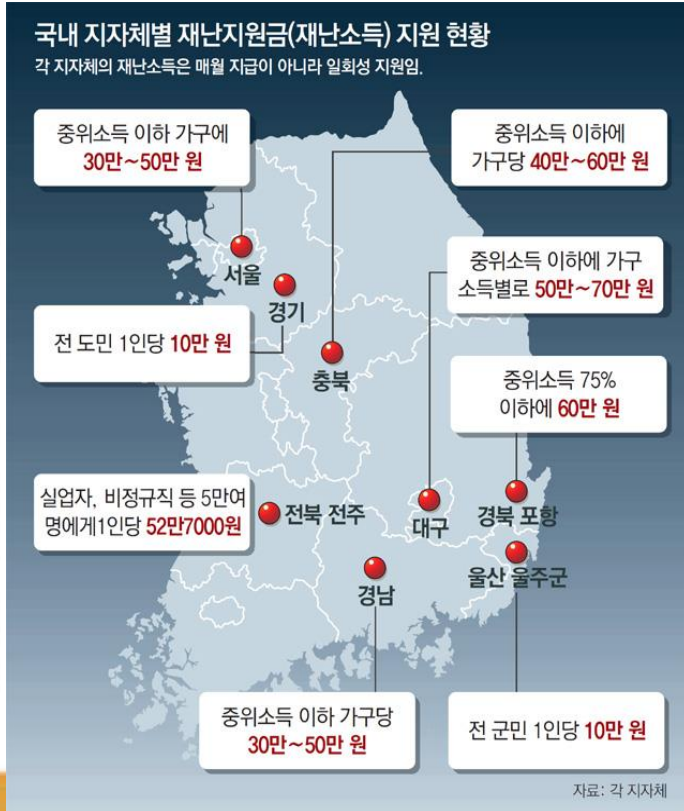 국내 지자체별 재난지원금(재난소득) 지원 현황
각 지자체의 재난소득은 매월 지급이 아니라 일회성 지원임.
중위소득 이하 가구에
30만~50만 원
중위소득 이하에
가구당 40만~60만 원
서울
중위소득 이하에 가구
소득별로 50만~70만 원
경기
전 도민 1인당 10만 원
충북
중위소득 75%
이하에 60만 원
실업자, 비정규직 등 5만여
명에게1인당 52만7000원
전북 전주
대구
경북 포항
울산 울주군
경남
중위소득 이하 가구당
30만~50만 원
전 군민 1인당 10만 원
자료: 각 지자체